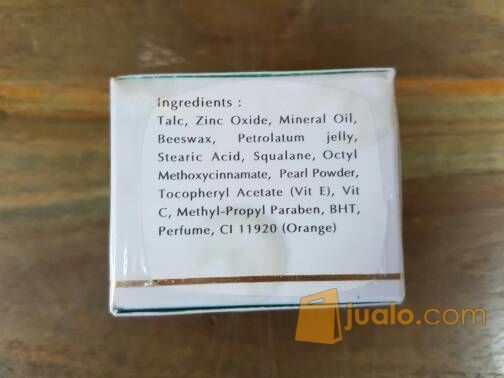 Ingredients :
Talc, Zinc Oxide, Mineral Oil,
Beeswax, Petrolatum jelly,
Stearic Acid, Squalane, Octyl
Methoxycinnamate, Pearl Powder,
Tocopheryl Acetate (Vit E), Vit
C, Methyl-Propyl Paraben, BHT,
Perfume, CI 11920 (Orange)
jualo.com